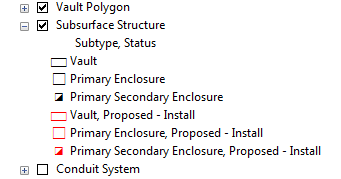 Vault Polygon
Subsurface Structure
Subtype, Status
Vault
Primary Enclosure
Primary Secondary Enclosure
Vault, Proposed - Install
Primary Enclosure, Proposed - Install
Primary Secondary Enclosure, Proposed - Install
Conduit System